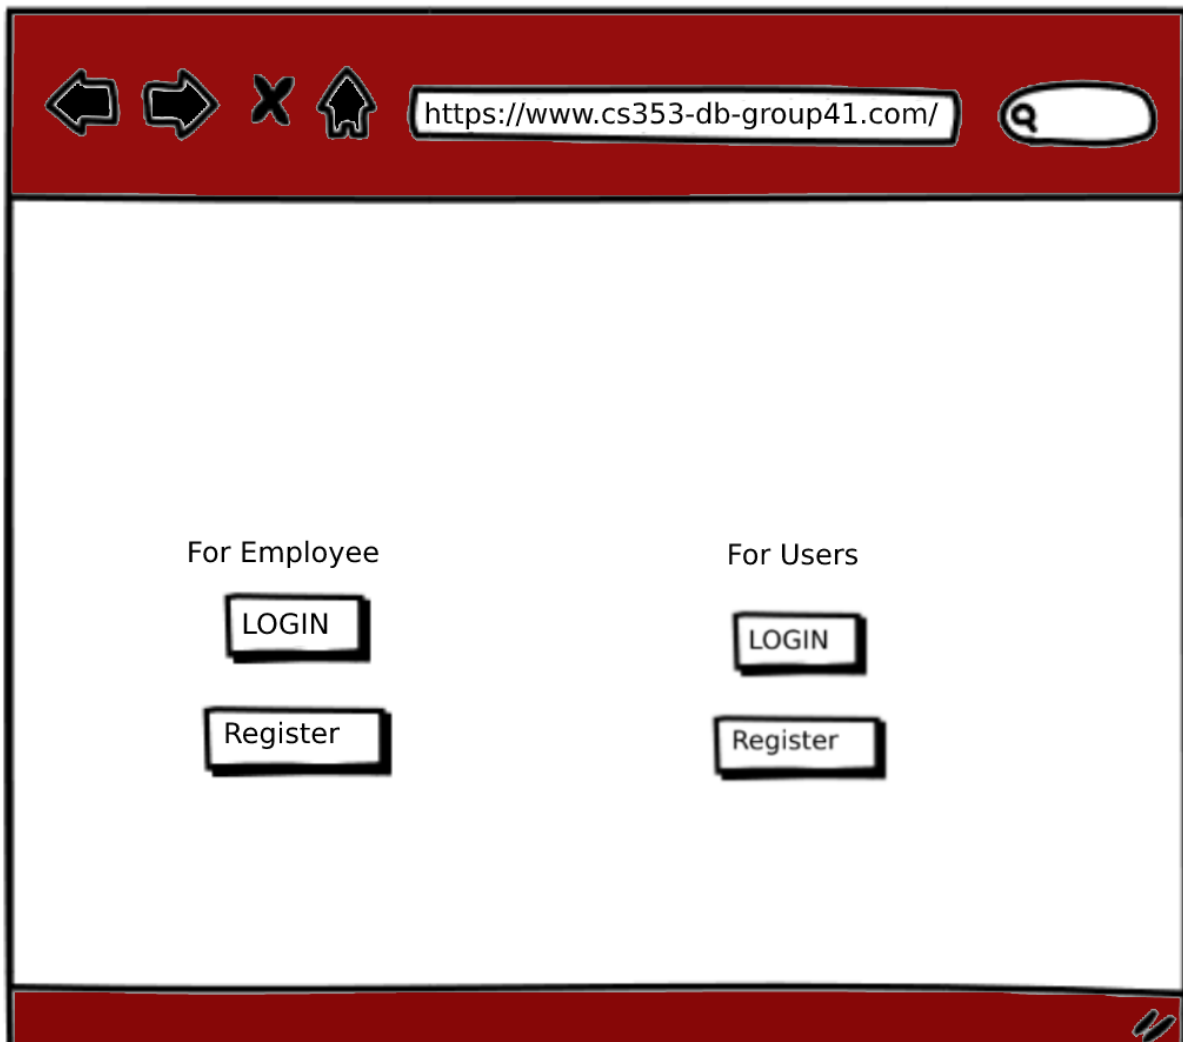 https://www.cs353-db-group41.com/
For Employee
LOGIN
Register
For Users
LOGIN
Register